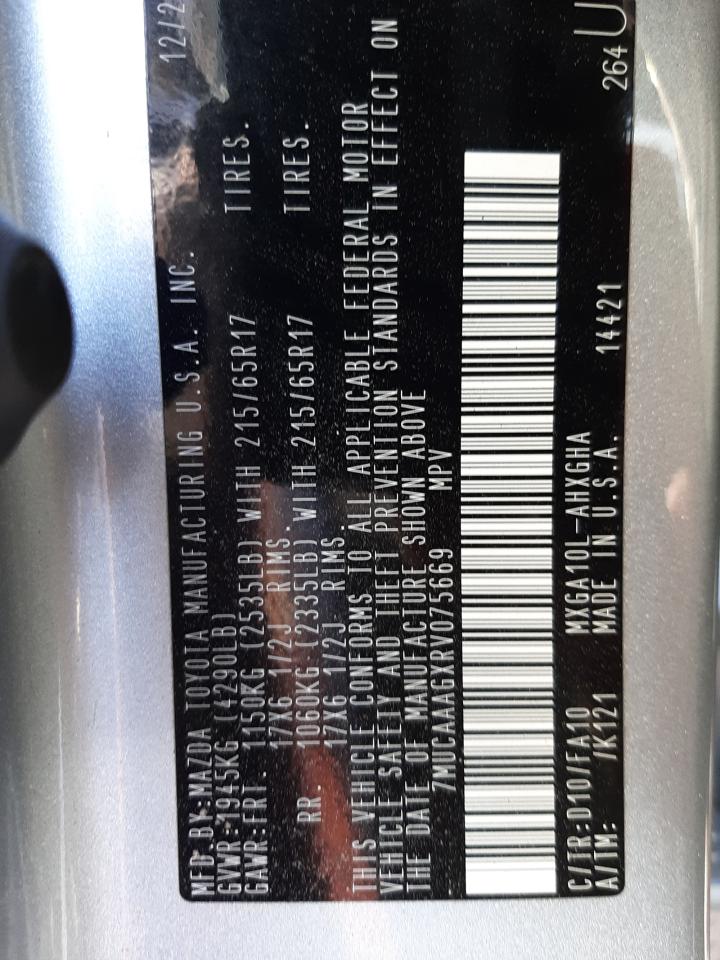 MFD.BY:MAZDA TOYOTA MANUFACTURING U.S.A. INC. 12/2
GVWR:1945KG (4290LB)
GAWR:FRT. 1150KG (2535LB) WITH 215/65R17 TIRES.
17X6 1/2J RIMS.
RR. 1060KG (2335LB) WITH 215/65R17 TIRES.
17X6 1/2J RIMS.
THIS VEHICLE CONFORMS TO ALL APPLICABLE FEDERAL MOTOR
VEHICLE SAFETY AND THEFT PREVENTION STANDARDS IN EFFECT ON
THE DATE OF MANUFACTURE SHOWN ABOVE
7MUCAAAGXRV075669 MPV
C/TR:D10/FA10 MXGA10L-AHXGHA 264 U
A/TM: /K121 MADE IN U.S.A. 14421